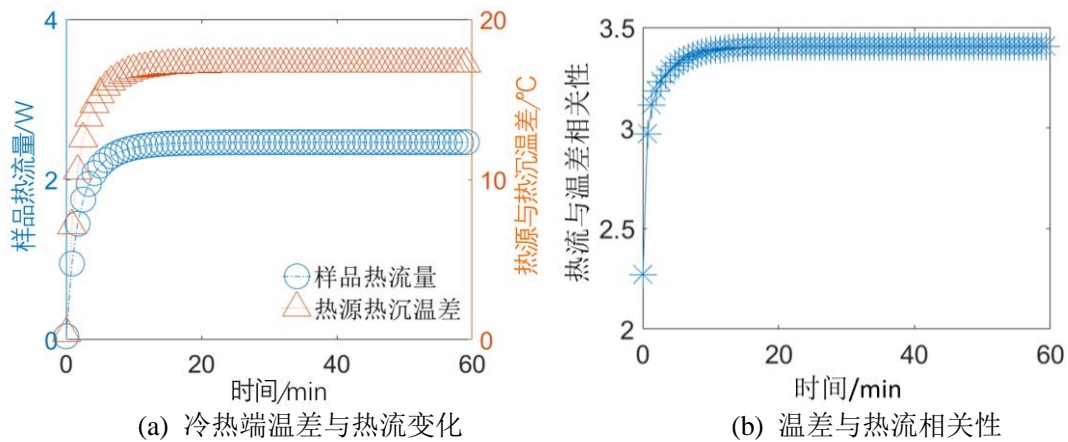 4
2
0
样品热流量/W
20
10
0
热源与热沉温差/℃
样品热流量
热源热沉温差
0
20
40
60
时间/min
(a) 冷热端温差与热流变化
3.5
3
2.5
2
热流与温差相关性
0
20
40
60
时间/min
(b) 温差与热流相关性